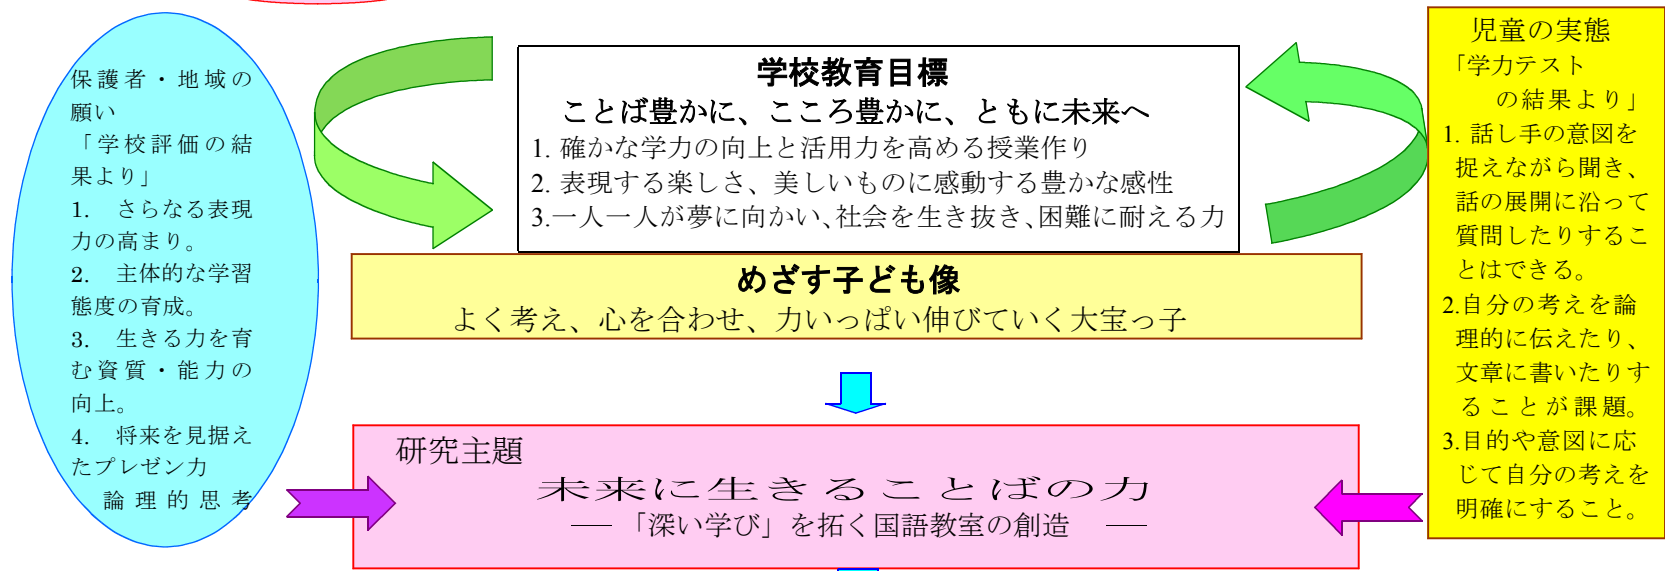 保護者・地域の
願い
「学校評価の結
果より」
1.　さらなる表現
力の高まり。
2.　主体的な学習
態度の育成。
3.　生きる力を育
む資質・能力の
向上。
4.　将来を見据え
たプレゼン力
論理的思考
学校教育目標
ことば豊かに、こころ豊かに、ともに未来へ
1. 確かな学力の向上と活用力を高める授業作り
2. 表現する楽しさ、美しいものに感動する豊かな感性
3.一人一人が夢に向かい、社会を生き抜き、困難に耐える力
めざす子ども像
よく考え、心を合わせ、力いっぱい伸びていく大宝っ子
研究主題
未来に生きることばの力
── 「深い学び」を拓く国語教室の創造 ──
児童の実態
「学力テスト
の結果より」
1. 話し手の意図を
捉えながら聞き、
話の展開に沿って
質問したりするこ
とはできる。
2.自分の考えを論
理的に伝えたり、
文章に書いたりす
ることが課題。
3.目的や意図に応
じて自分の考えを
明確にすること。